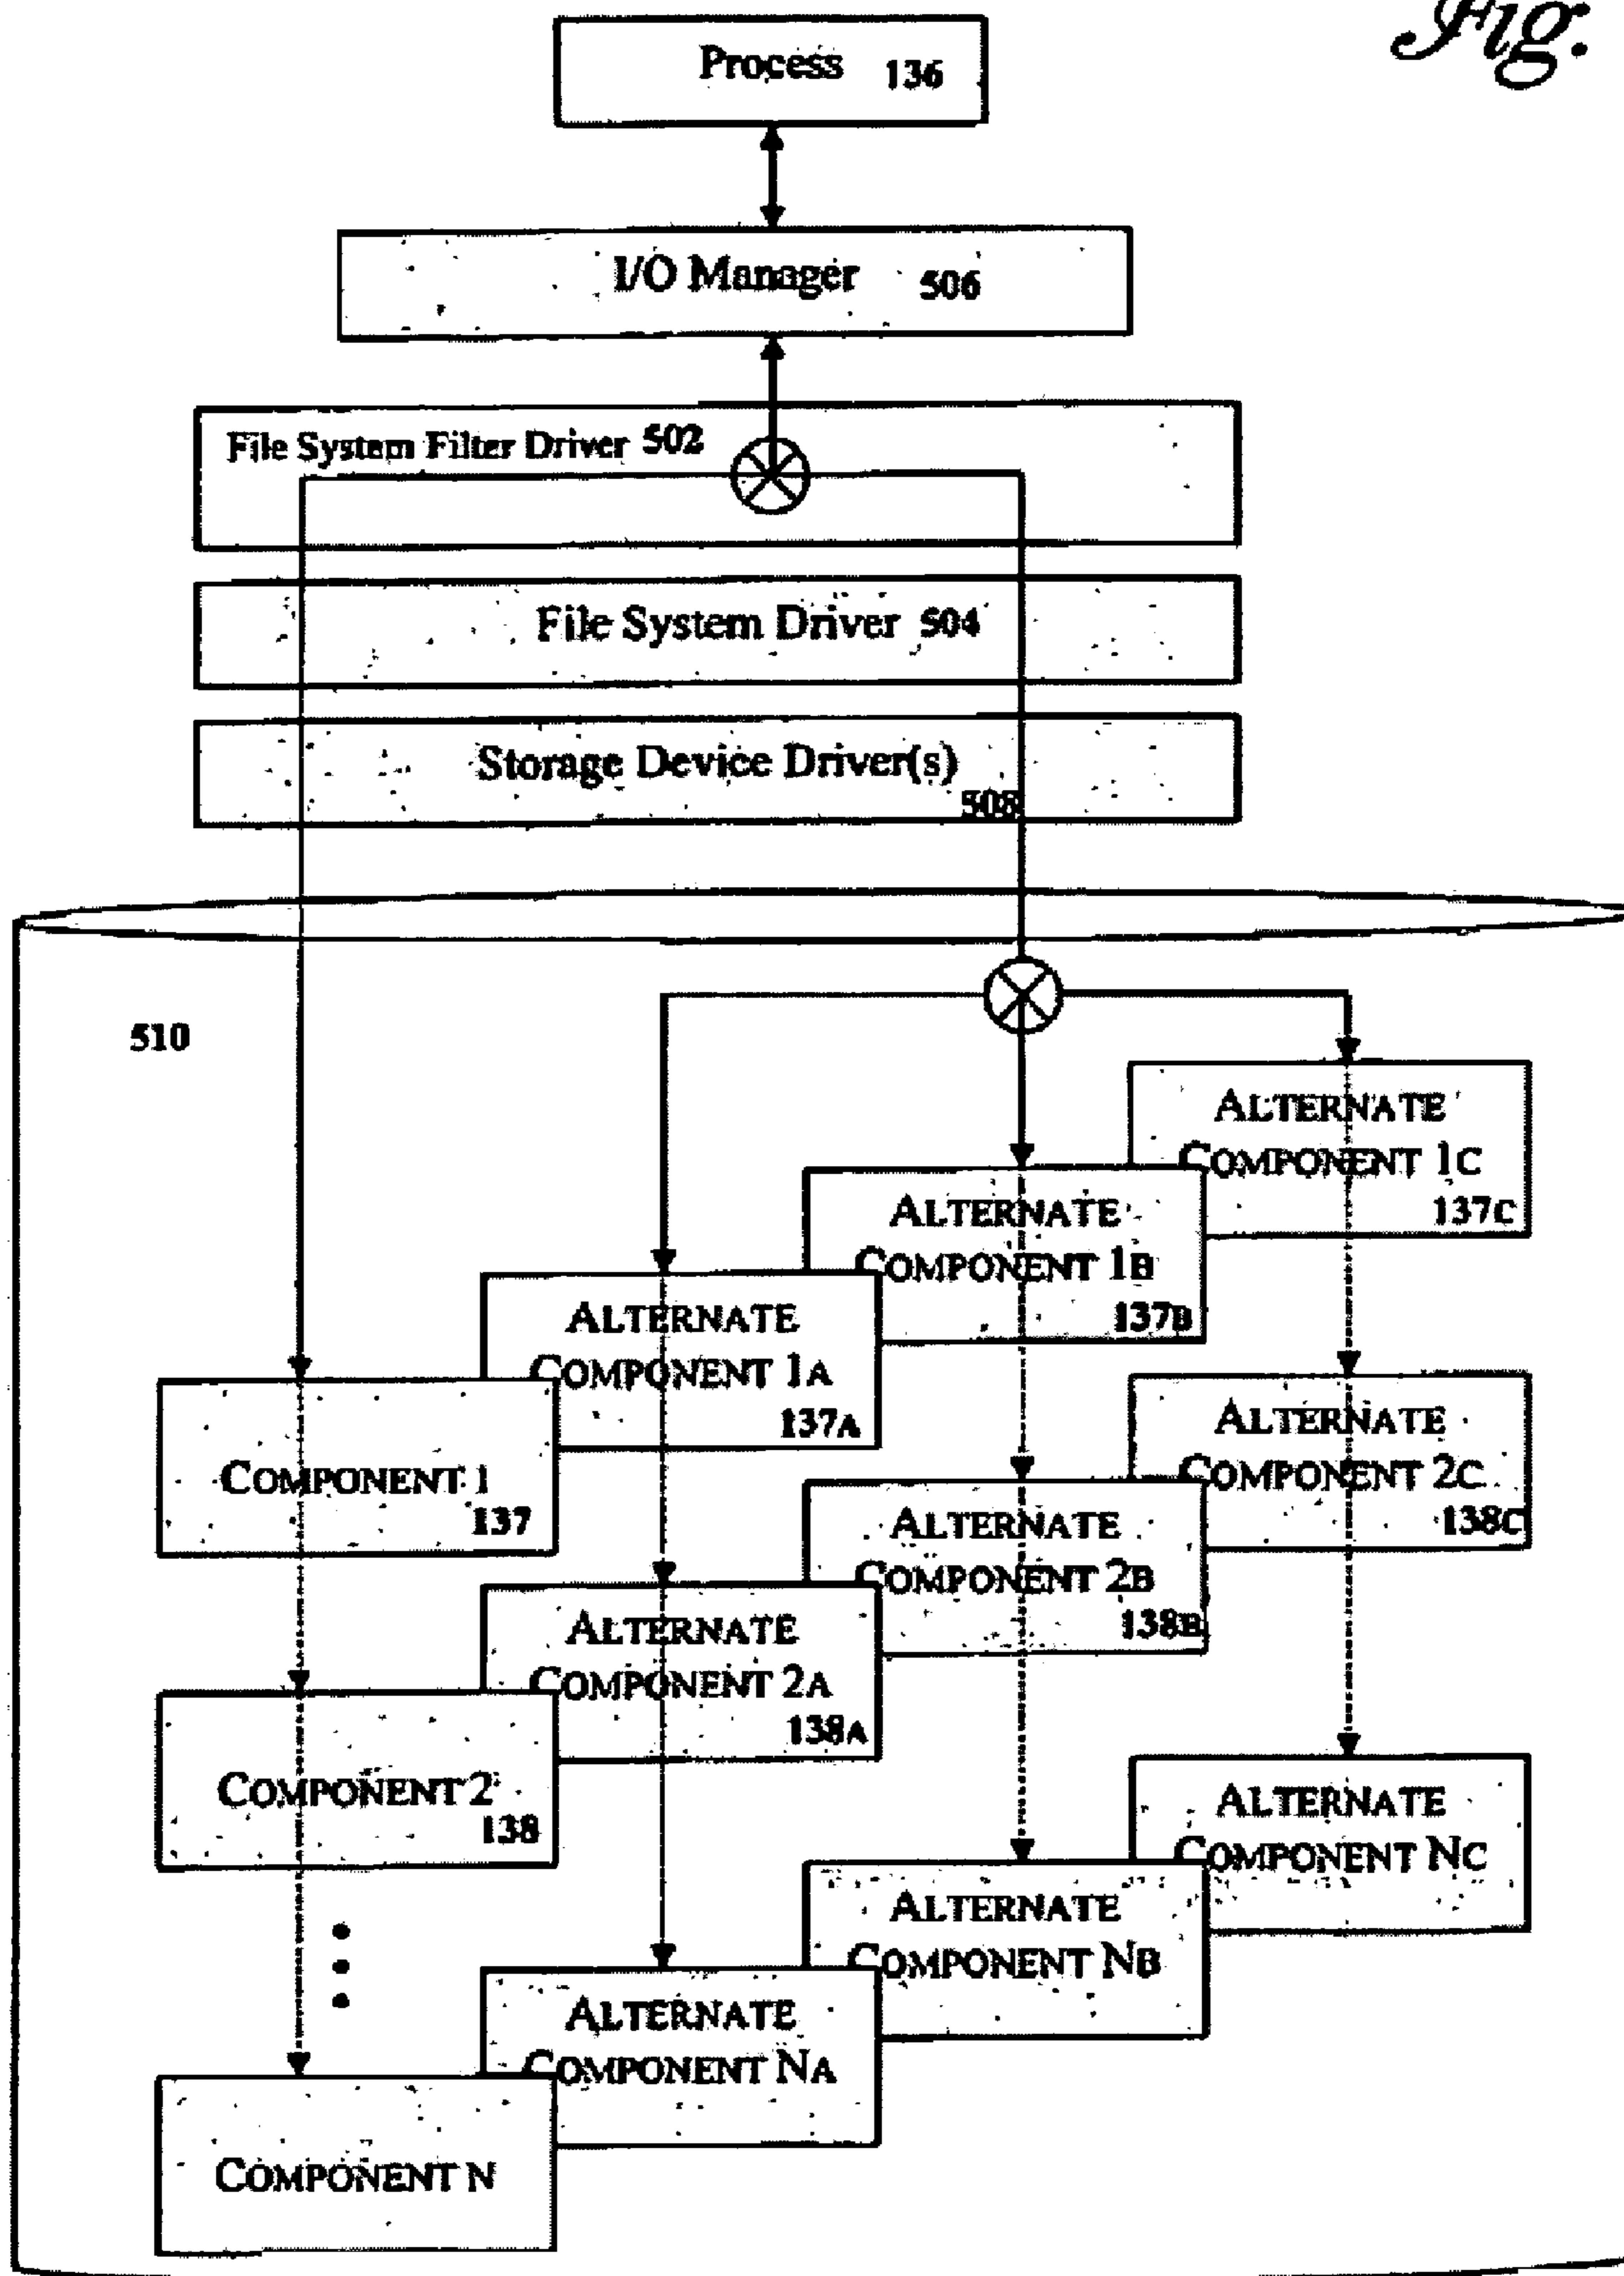 Fig.
Process 136
I/O Manager 506
File System Filter Driver 502
File System Driver 504
Storage Device Driver(s)
508
510
ALTERNATE
COMPONENT 1C
137C
ALTERNATE
COMPONENT 1B
137B
ALTERNATE
COMPONENT 1A
137A
COMPONENT 1
137
ALTERNATE
COMPONENT 2C
138C
ALTERNATE
COMPONENT 2B
138B
ALTERNATE
COMPONENT 2A
138A
COMPONENT 2
138
ALTERNATE
COMPONENT NC
ALTERNATE
COMPONENT NB
ALTERNATE
COMPONENT NA
COMPONENT N